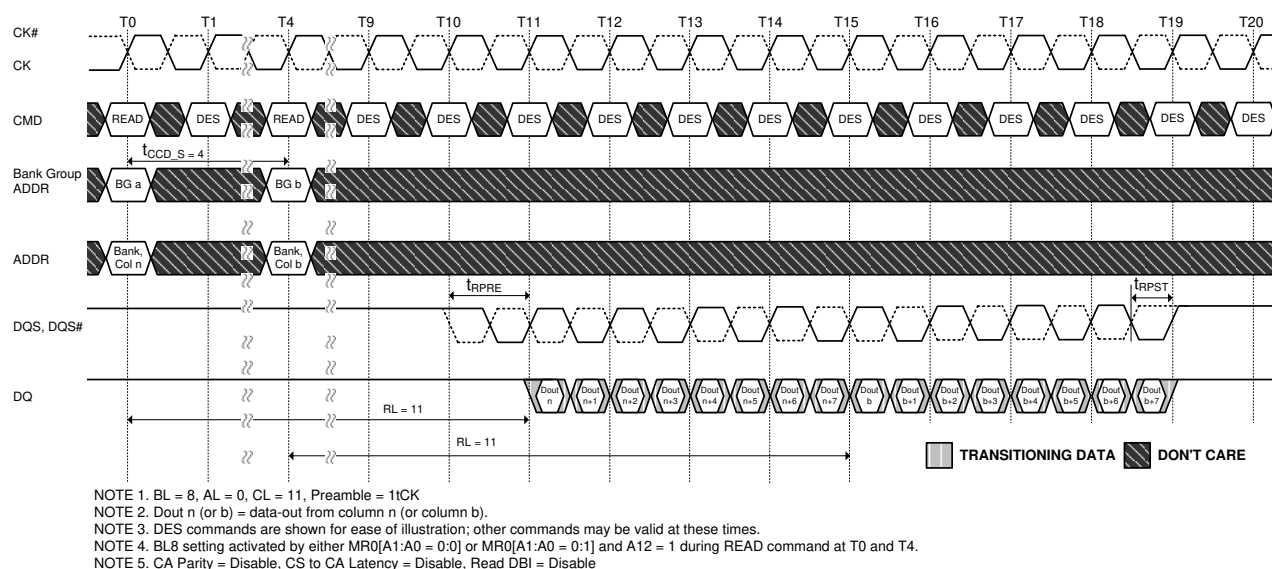 T0 T1 T4 T9 T10 T11 T12 T13 T14 T15 T16 T17 T18 T19 T20
CK#
CK
CMD READ DES READ DES DES DES DES DES DES DES DES DES DES DES DES
tCCD_S = 4
Bank Group
ADDR
BG a BG b
ADDR
Bank,
Col n
Bank,
Col b
tRPRE tRPST
DQS, DQS#
DQ
Dout
n
Dout
n+1
Dout
n+2
Dout
n+3
Dout
n+4
Dout
n+5
Dout
n+6
Dout
n+7
Dout
b
Dout
b+1
Dout
b+2
Dout
b+3
Dout
b+4
Dout
b+5
Dout
b+6
Dout
b+7
RL = 11
RL = 11
TRANSITIONING DATA DON'T CARE
NOTE 1. BL = 8, AL = 0, CL = 11, Preamble = 1tCK
NOTE 2. Dout n (or b) = data-out from column n (or column b).
NOTE 3. DES commands are shown for ease of illustration; other commands may be valid at these times.
NOTE 4. BL8 setting activated by either MR0[A1:A0 = 0:0] or MR0[A1:A0 = 0:1] and A12 = 1 during READ command at T0 and T4.
NOTE 5. CA Parity = Disable, CS to CA Latency = Disable, Read DBI = Disable